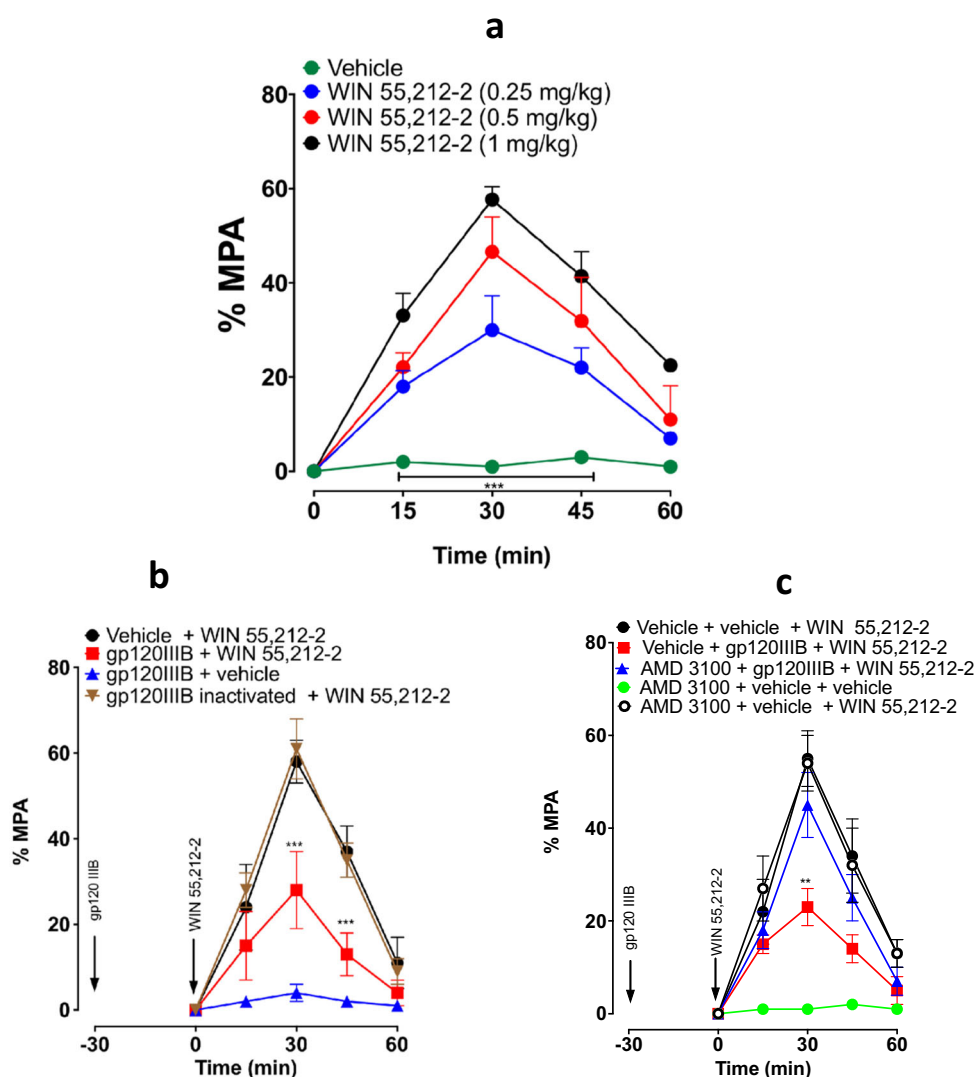 a
Vehicle
WIN 55,212-2 (0.25 mg/kg)
WIN 55,212-2 (0.5 mg/kg)
WIN 55,212-2 (1 mg/kg)
80
60
40
20
0
% MPA
***
0 15 30 45 60
Time (min)
b
Vehicle + WIN 55,212-2
gp120IIIB + WIN 55,212-2
gp120IIIB + vehicle
gp120IIIB inactivated + WIN 55,212-2
80
60
40
20
0
% MPA
gp120 IIIB
WIN 55,212-2
***
***
-30 0 30 60
Time (min)
c
Vehicle + vehicle + WIN 55,212-2
Vehicle + gp120IIIB + WIN 55,212-2
AMD 3100 + gp120IIIB + WIN 55,212-2
AMD 3100 + vehicle + vehicle
AMD 3100 + vehicle + WIN 55,212-2
80
60
40
20
0
% MPA
gp120 IIIB
WIN 55,212-2
**
-30 0 30 60
Time (min)